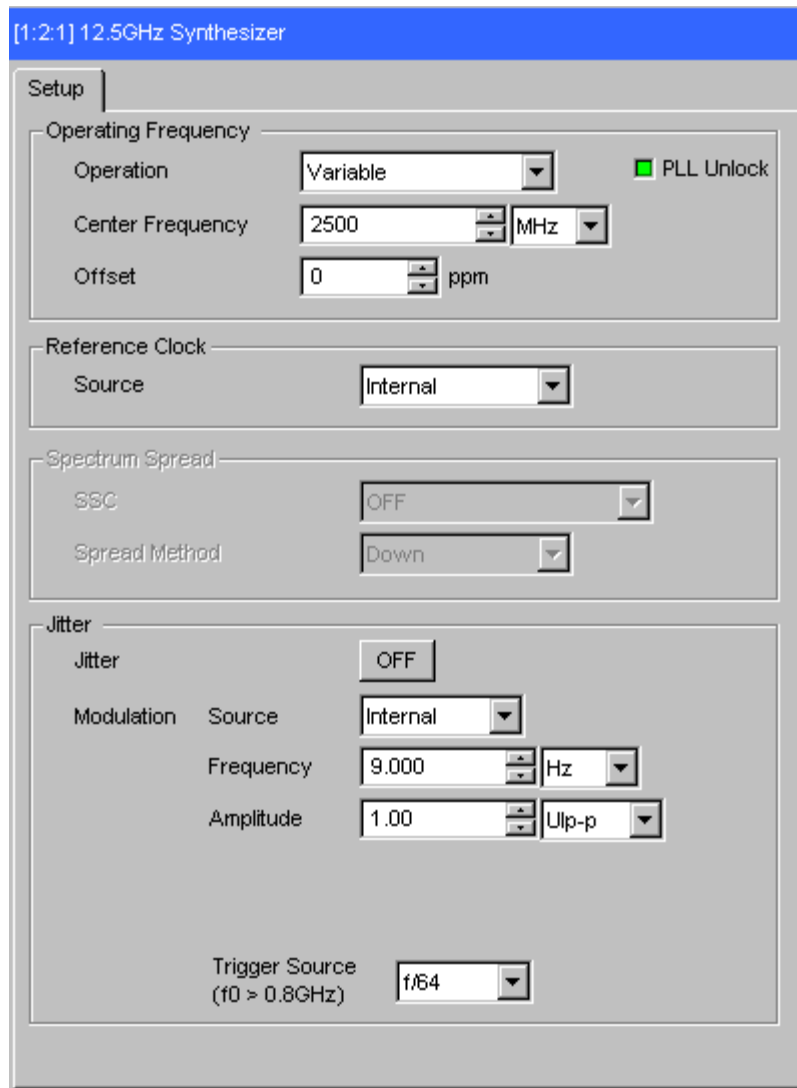 [1:2:1] 12.5GHz Synthesizer
Setup
Operating Frequency
Operation Variable PLL Unlock
Center Frequency 2500 MHz
Offset 0 ppm
Reference Clock
Source Internal
Spectrum Spread
SSC OFF
Spread Method Down
Jitter
Jitter OFF
Modulation Source Internal
Frequency 9.000 Hz
Amplitude 1.00 UIp-p
Trigger Source
(f0 > 0.8GHz) f/64